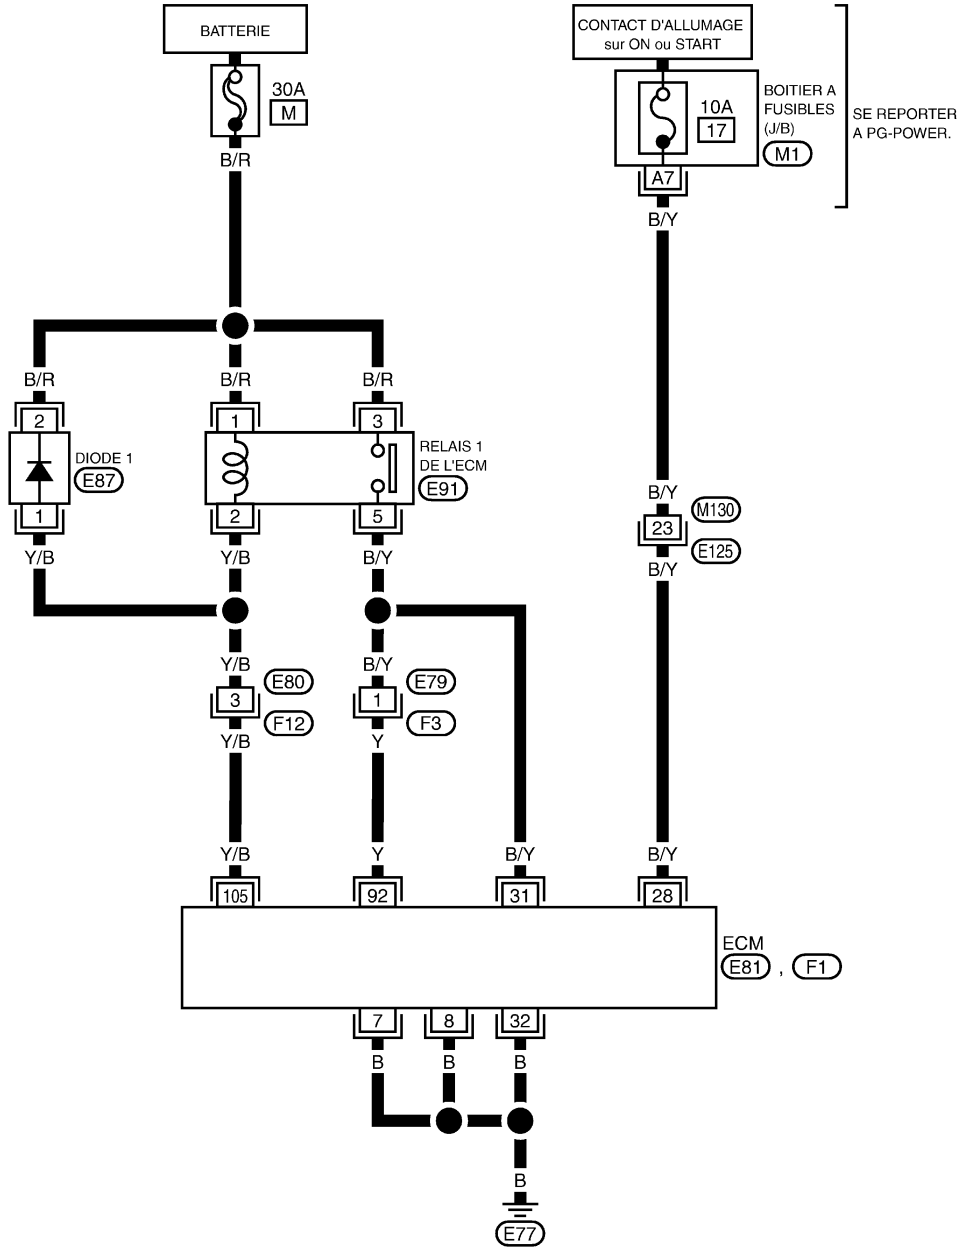 BATTERIE
CONTACT D'ALLUMAGE
sur ON ou START
30A
M
10A
17
BOITIER A
FUSIBLES
(J/B)
M1
SE REPORTER
A PG-POWER.
B/R
A7
B/Y
B/R
B/R
B/R
2
1
3
DIODE 1
E87
RELAIS 1
DE L'ECM
E91
1
2
5
Y/B
Y/B
B/Y
B/Y
M130
23
E125
B/Y
Y/B
B/Y
E80
E79
3
1
F12
F3
Y/B
Y
Y/B
Y
B/Y
B/Y
105
92
31
28
ECM
E81 , F1
7
8
32
B
B
B
B
E77